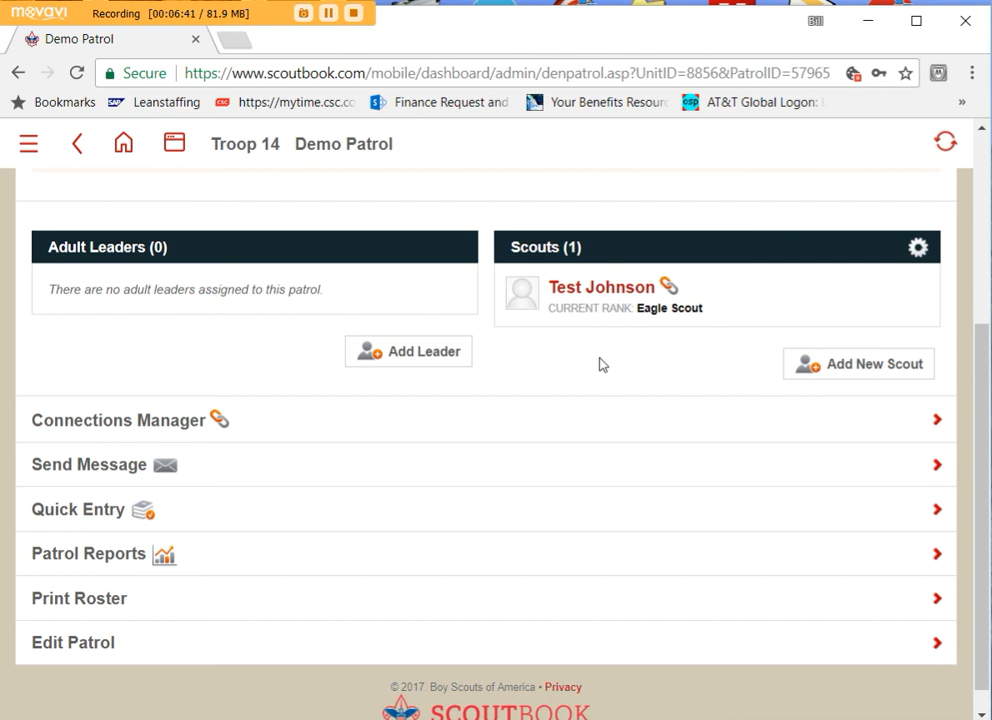 movavi Recording [00:06:41 / 81.9 MB]
Bill
Demo Patrol
Secure https://www.scoutbook.com/mobile/dashboard/admin/denpatrol.asp?UnitID=8856&PatrolID=57965
Bookmarks SAP Leanstaffing csc https://mytime.csc.co Finance Request and Your Benefits Resour csp AT&T Global Logon: »
Troop 14 Demo Patrol
Adult Leaders (0)
There are no adult leaders assigned to this patrol.
Add Leader
Scouts (1)
Test Johnson
CURRENT RANK: Eagle Scout
Add New Scout
Connections Manager
Send Message
Quick Entry
Patrol Reports
Print Roster
Edit Patrol
© 2017. Boy Scouts of America • Privacy
SCOUTBOOK